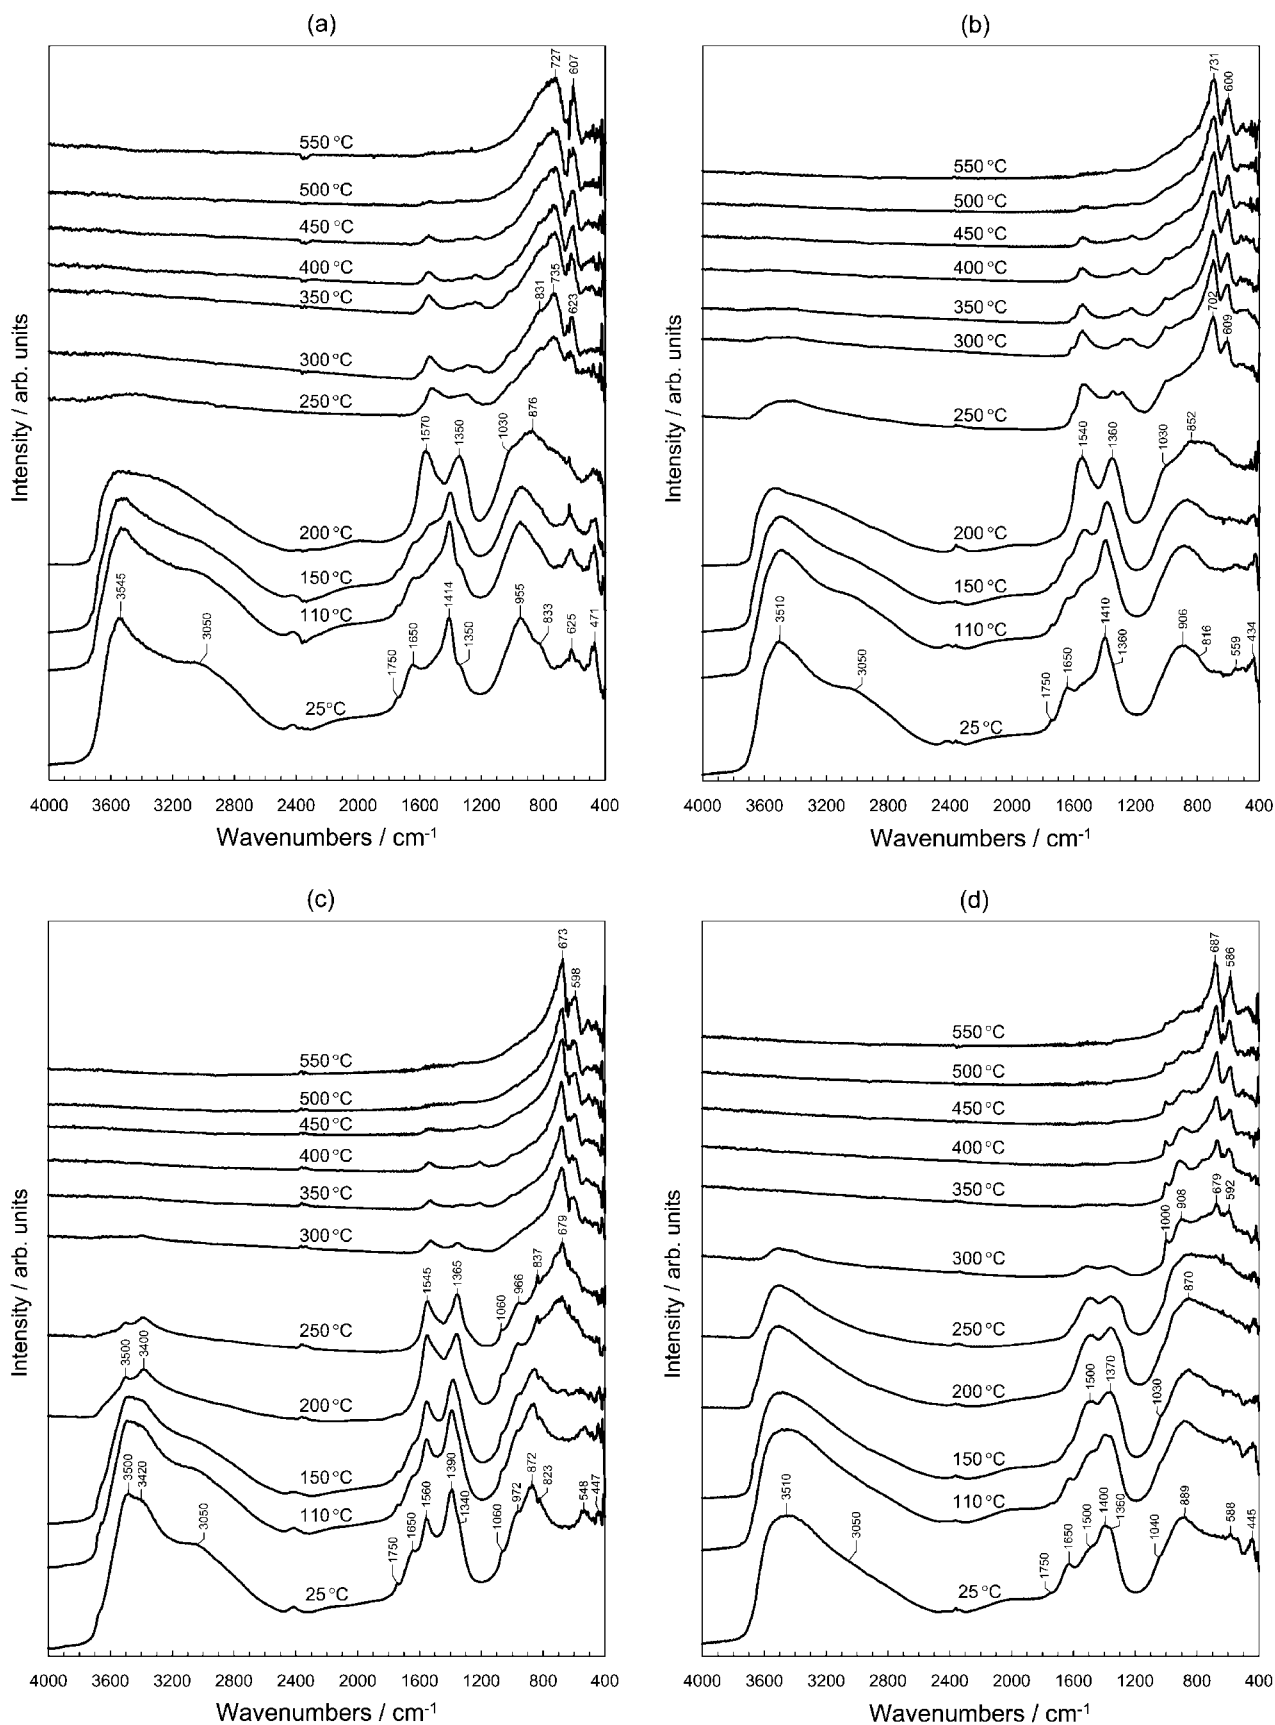 (a)
727
607
550 °C
500 °C
450 °C
400 °C
350 °C
735
831
623
300 °C
250 °C
876
1030
1350
1570
200 °C
150 °C
110 °C
3545
3050
1750
1650
1414
1350
955
833
625
471
25°C
Intensity / arb. units
4000 3600 3200 2800 2400 2000 1600 1200 800 400
Wavenumbers / cm-1
(b)
731
600
550 °C
500 °C
450 °C
400 °C
350 °C
702
609
300 °C
250 °C
852
1030
1360
1540
200 °C
150 °C
110 °C
3510
3050
1750
1650
1410
1360
906
816
559
434
25 °C
Intensity / arb. units
4000 3600 3200 2800 2400 2000 1600 1200 800 400
Wavenumbers / cm-1
(c)
673
598
550 °C
500 °C
450 °C
400 °C
350 °C
300 °C
679
837
966
1060
1365
1545
250 °C
3500
3400
200 °C
150 °C
110 °C
3500
3420
3050
1750
1650
1560
1390
1340
1060
972
872
823
548
447
25 °C
Intensity / arb. units
4000 3600 3200 2800 2400 2000 1600 1200 800 400
Wavenumbers / cm-1
(d)
687
586
550 °C
500 °C
450 °C
400 °C
350 °C
1000
908
679
592
300 °C
870
250 °C
200 °C
1500
1370
1030
150 °C
110 °C
3510
3050
1750
1650
1500
1400
1360
1040
889
588
445
25 °C
Intensity / arb. units
4000 3600 3200 2800 2400 2000 1600 1200 800 400
Wavenumbers / cm-1